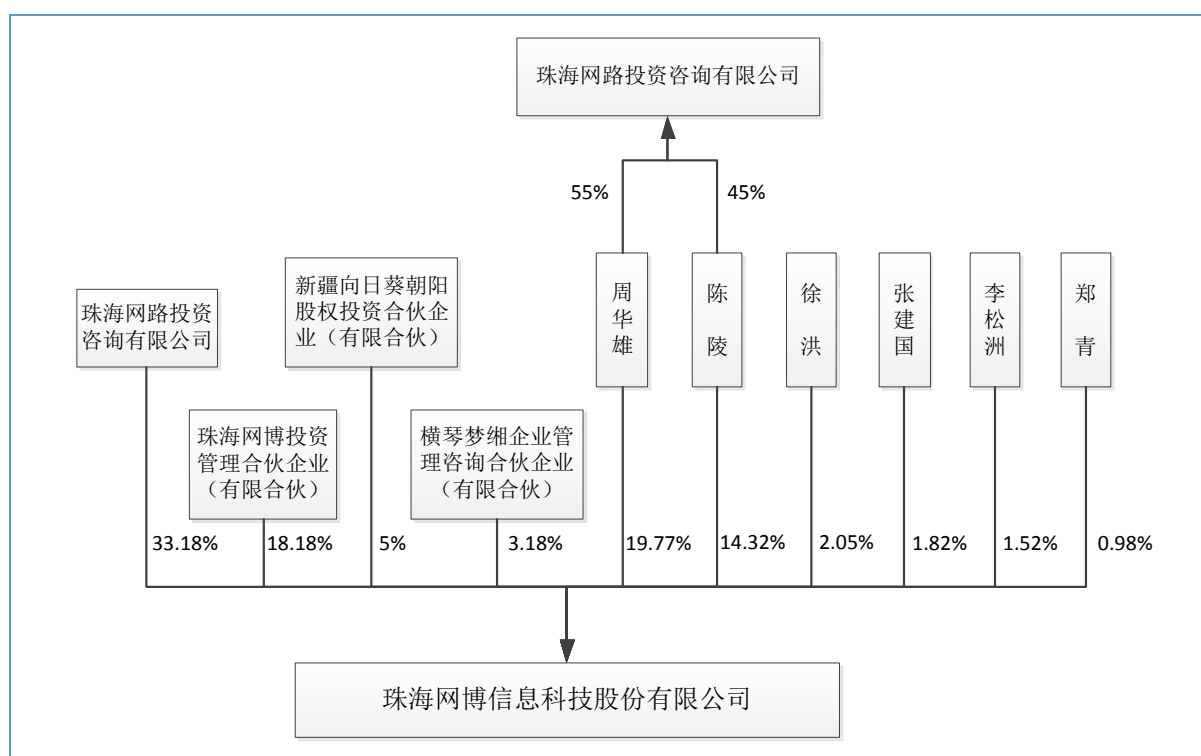 珠海网路投资咨询有限公司
55%
45%
珠海网路投资
咨询有限公司
新疆向日葵朝阳
股权投资合伙企
业（有限合伙）
周华雄
陈陵
徐洪
张建国
李松洲
郑青
珠海网博投资
管理合伙企业
（有限合伙）
横琴梦缃企业管
理咨询合伙企业
（有限合伙）
33.18%
18.18%
5%
3.18%
19.77%
14.32%
2.05%
1.82%
1.52%
0.98%
珠海网博信息科技股份有限公司